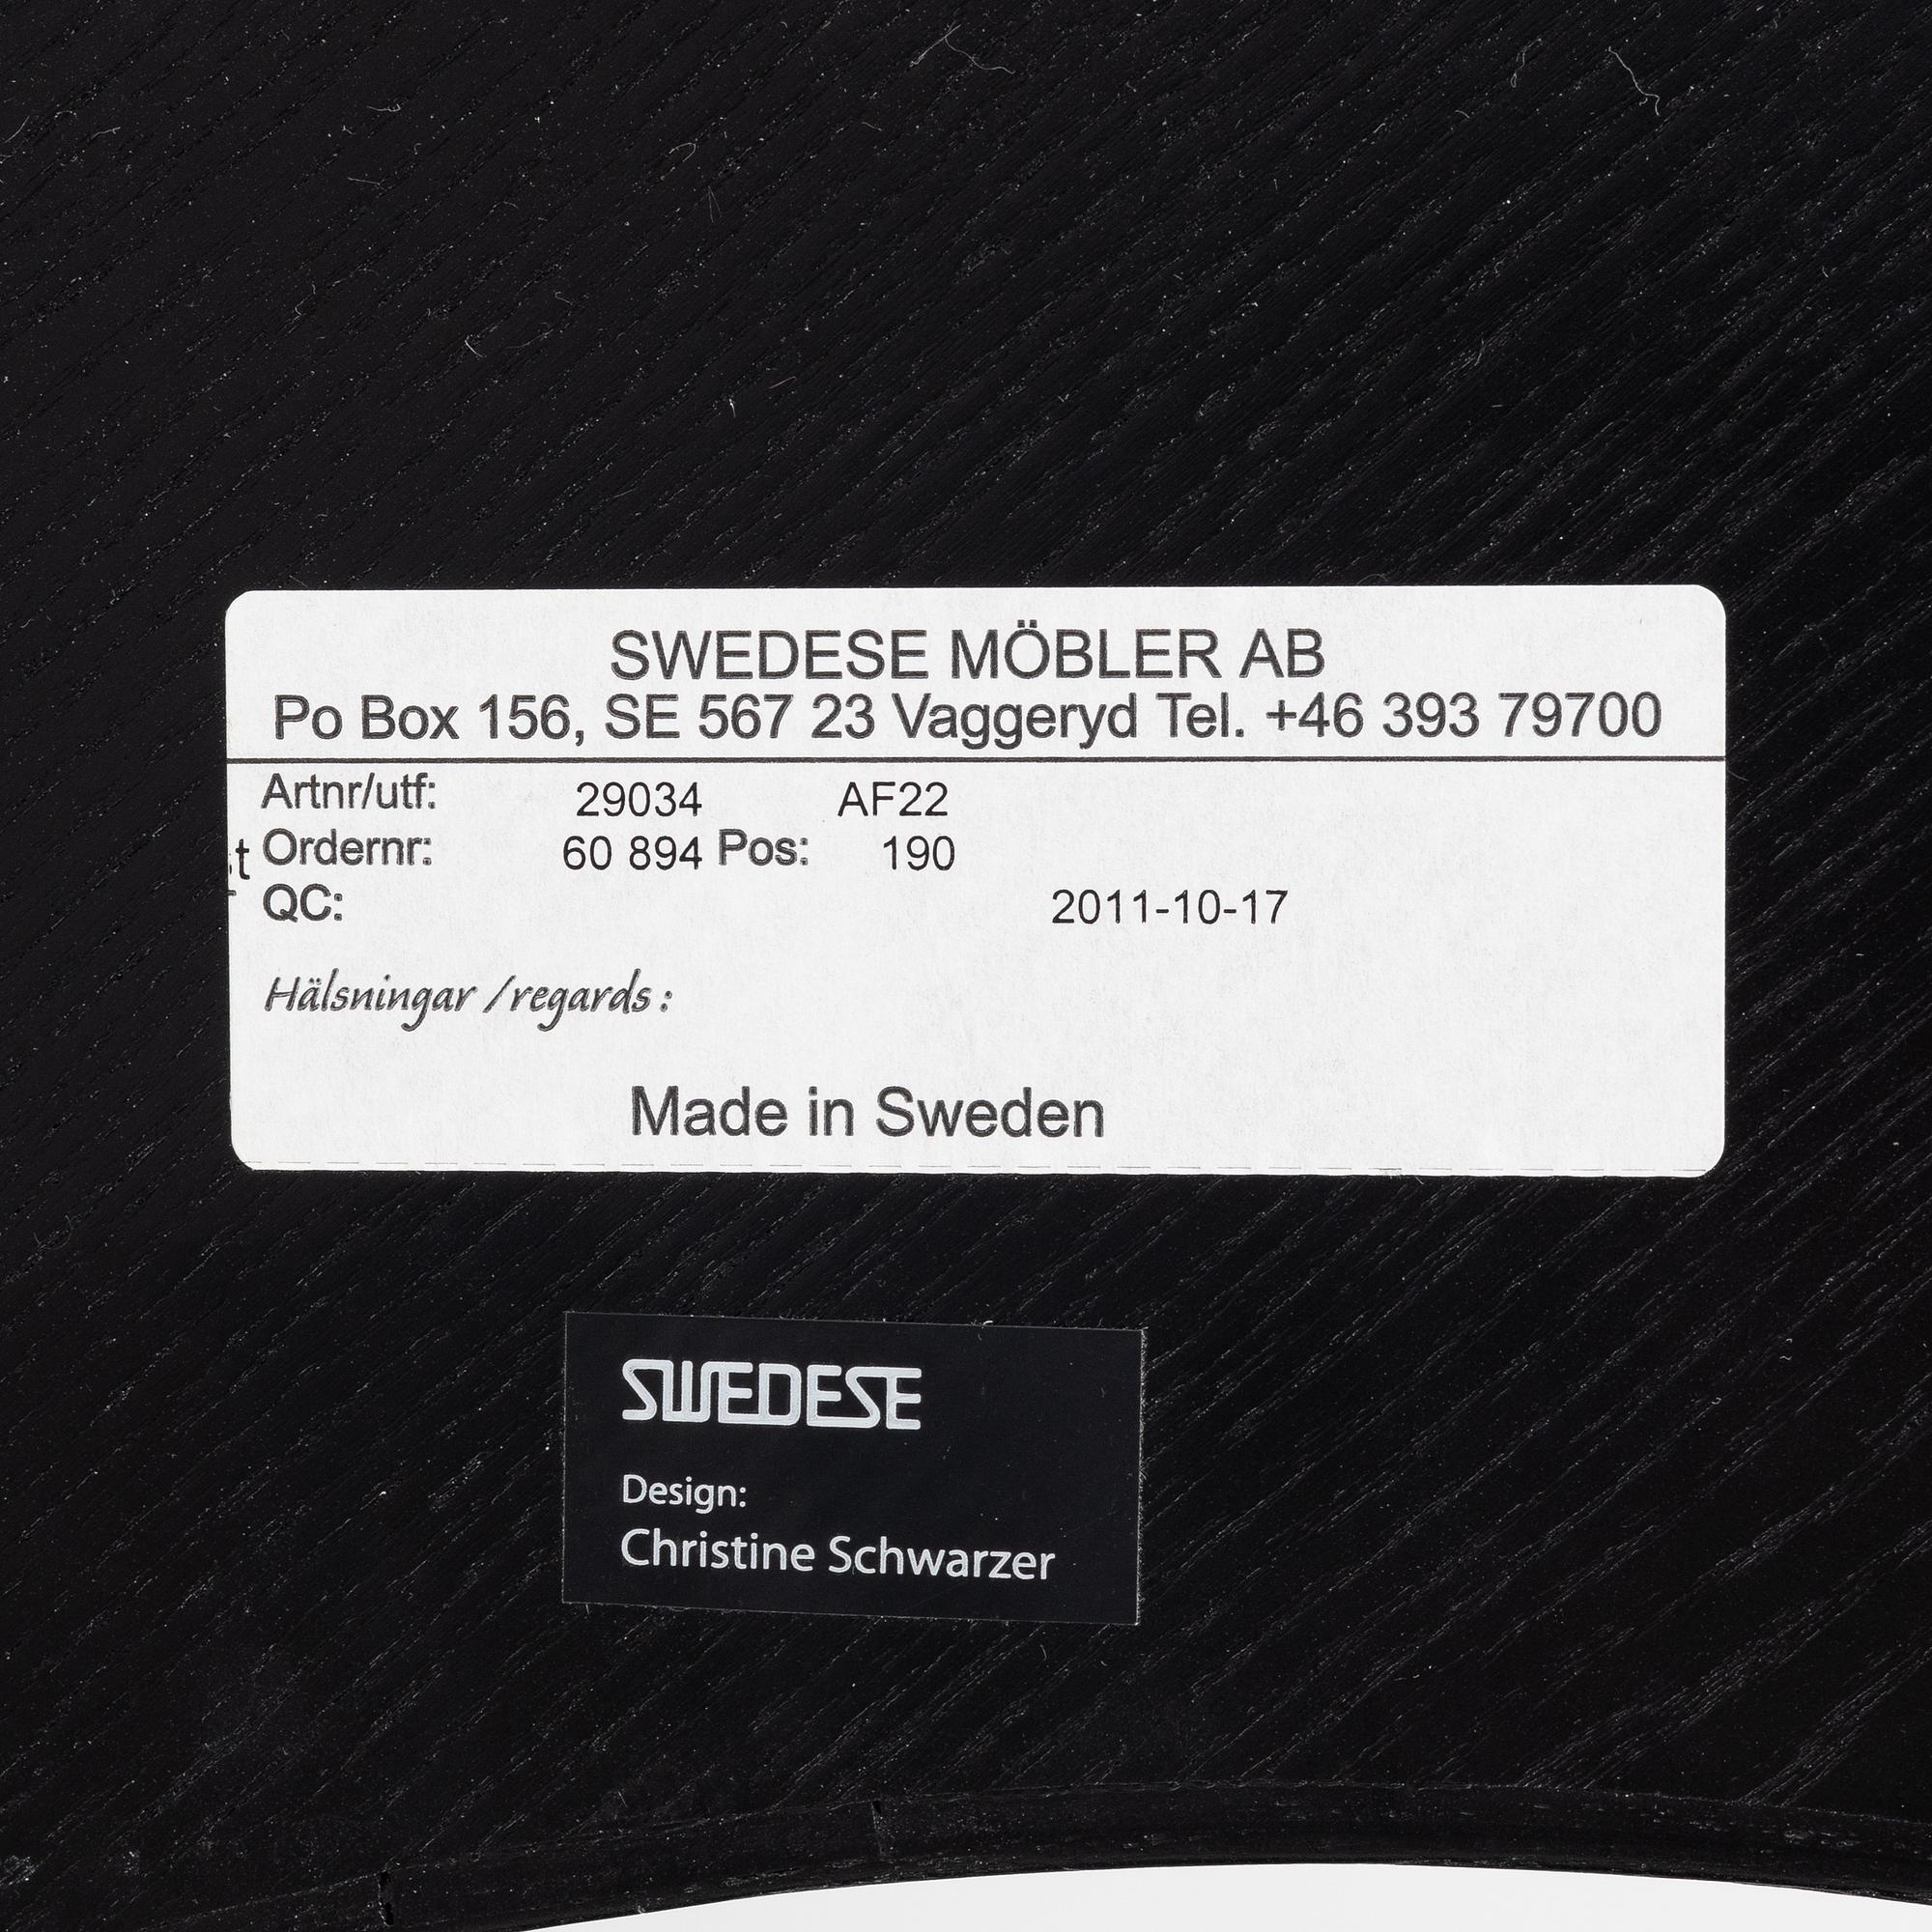 SWEDESE MÖBLER AB
Po Box 156, SE 567 23 Vaggeryd Tel. +46 393 79700
Artnr/utf: 29034 AF22
Ordernr: 60 894 Pos: 190
QC: 2011-10-17
Hälsningar /regards :
Made in Sweden
SWEDESE
Design:
Christine Schwarzer